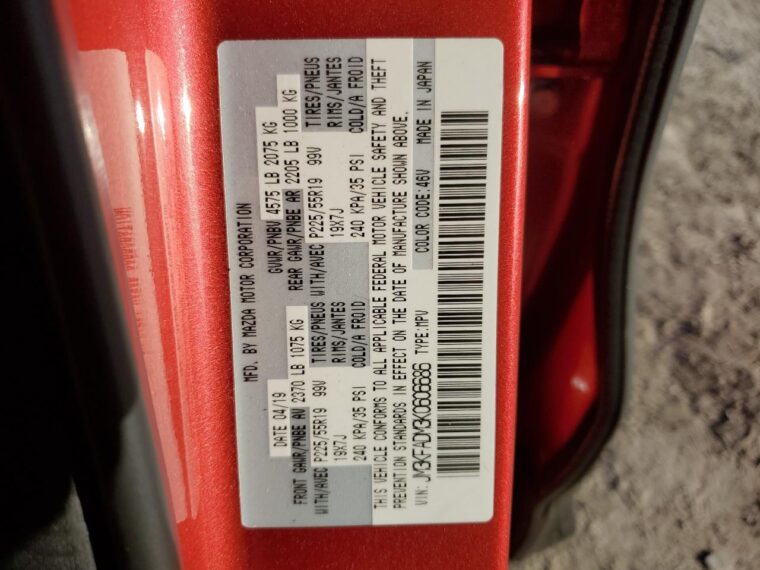 MFD. BY MAZDA MOTOR CORPORATION
DATE 04/19 GVWR/PNBV 4575 LB 2075 KG
FRONT GAWR/PNBE AV 2370 LB 1075 KG REAR GAWR/PNBE AR 2205 LB 1000 KG
WITH/AVEC P225/55R19 99V TIRES/PNEUS WITH/AVEC P225/55R19 99V TIRES/PNEUS
19X7J RIMS/JANTES 19X7J RIMS/JANTES
240 KPA/35 PSI COLD/A FROID 240 KPA/35 PSI COLD/A FROID
THIS VEHICLE CONFORMS TO ALL APPLICABLE FEDERAL MOTOR VEHICLE SAFETY AND THEFT
PREVENTION STANDARDS IN EFFECT ON THE DATE OF MANUFACTURE SHOWN ABOVE.
VIN: JM3KFADM3K0606686 TYPE:MPV COLOR CODE:46V MADE IN JAPAN